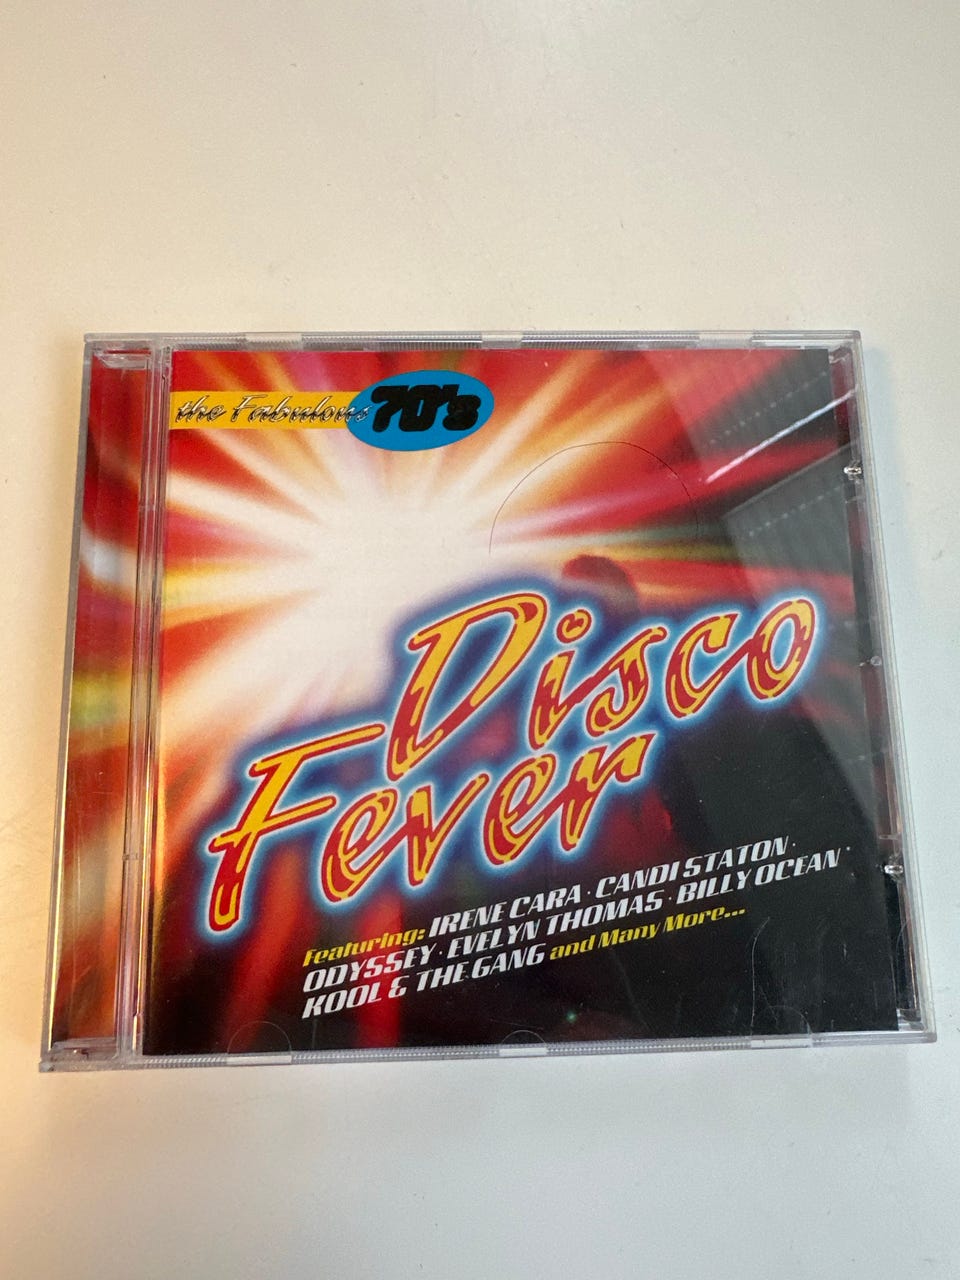 the Fabulous 70's
Disco
Fever
Featuring: IRENE CARA · CANDI STATON ·
ODYSSEY · EVELYN THOMAS · BILLY OCEAN ·
KOOL & THE GANG and Many More...